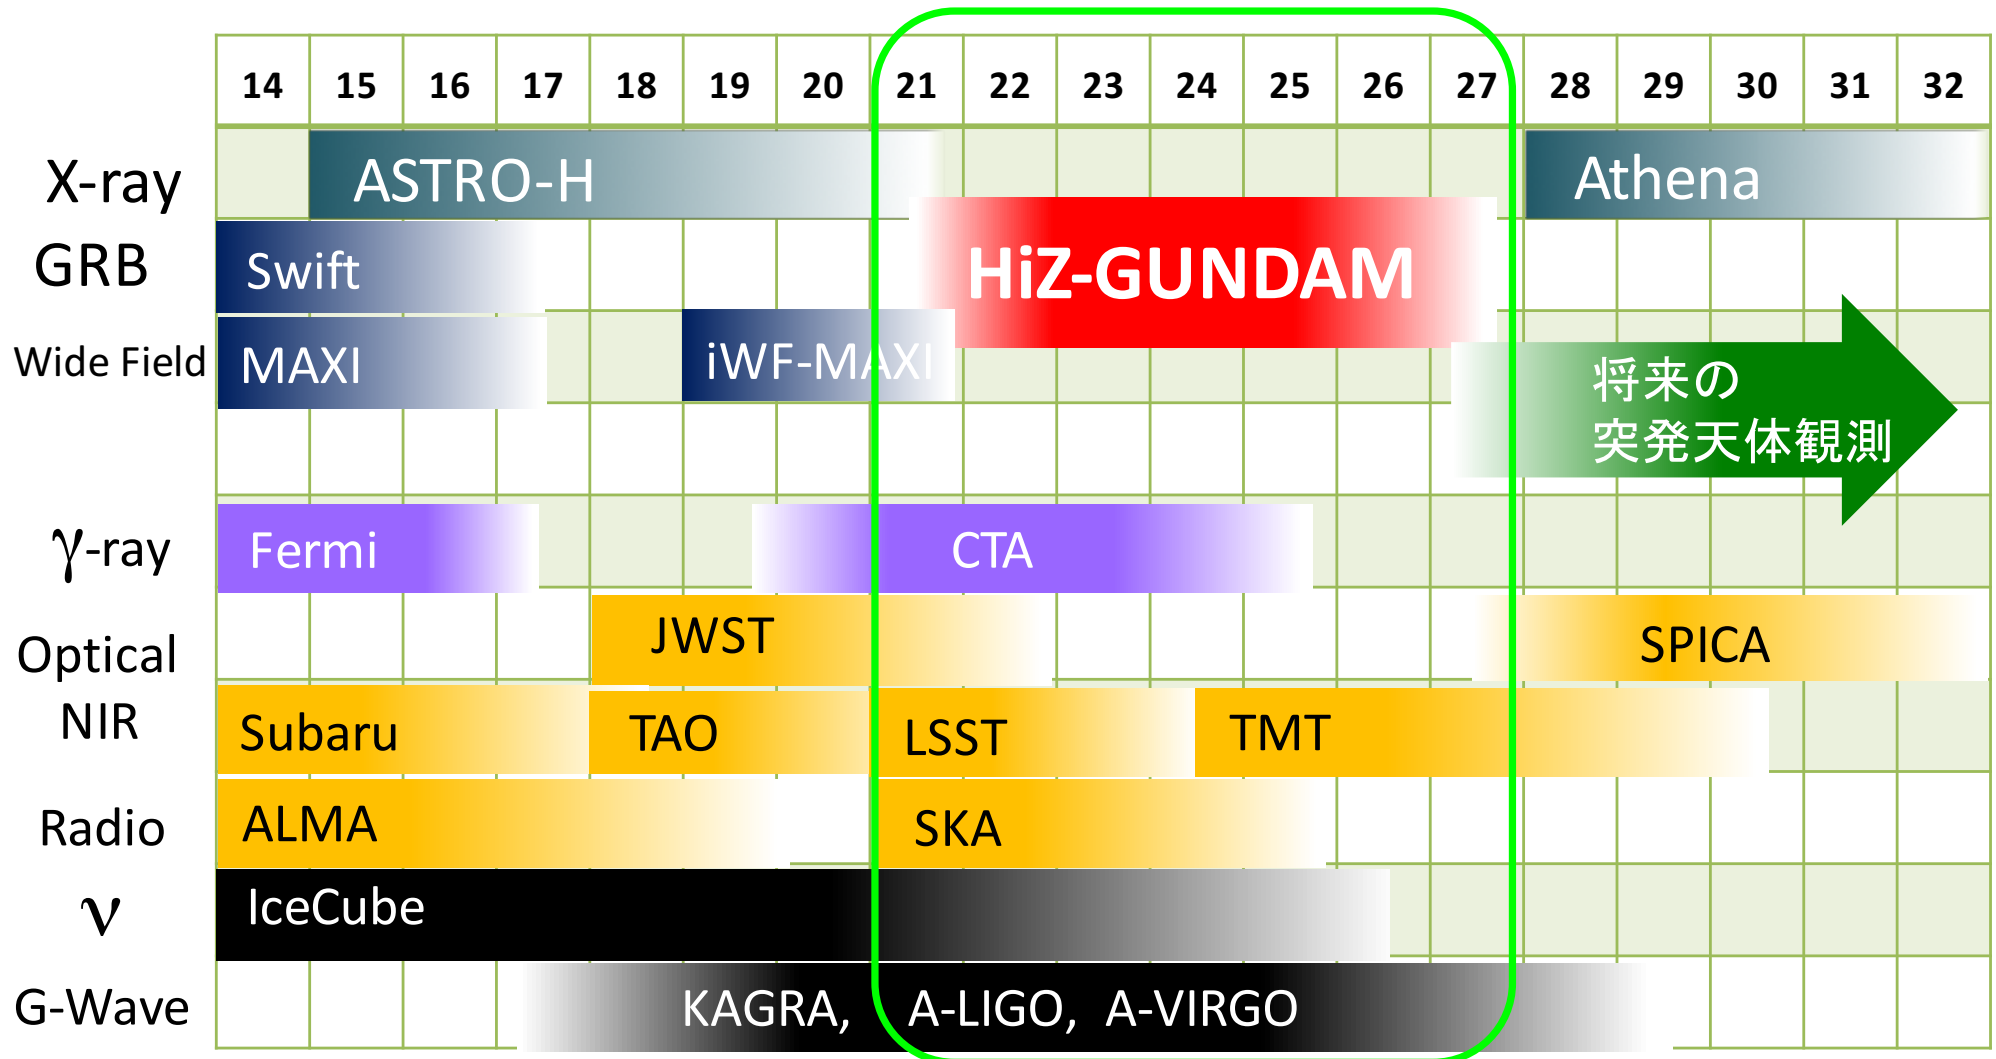 14 15 16 17 18 19 20 21 22 23 24 25 26 27 28 29 30 31 32
X-ray ASTRO-H Athena
GRB Swift HiZ-GUNDAM
Wide Field MAXI iWF-MAXI
将来の
突発天体観測
γ-ray Fermi CTA
Optical JWST SPICA
NIR Subaru TAO LSST TMT
Radio ALMA SKA
ν IceCube
G-Wave KAGRA, A-LIGO, A-VIRGO